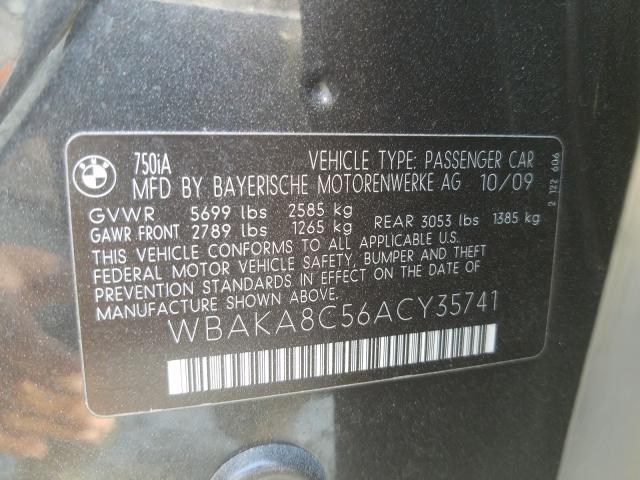 BMW
750iA VEHICLE TYPE: PASSENGER CAR
MFD BY BAYERISCHE MOTORENWERKE AG 10/09
GVWR 5699 lbs 2585 kg
GAWR FRONT 2789 lbs 1265 kg REAR 3053 lbs 1385 kg
THIS VEHICLE CONFORMS TO ALL APPLICABLE U.S.
FEDERAL MOTOR VEHICLE SAFETY, BUMPER AND THEFT
PREVENTION STANDARDS IN EFFECT ON THE DATE OF
MANUFACTURE SHOWN ABOVE.
WBAKA8C56ACY35741
2 122 606